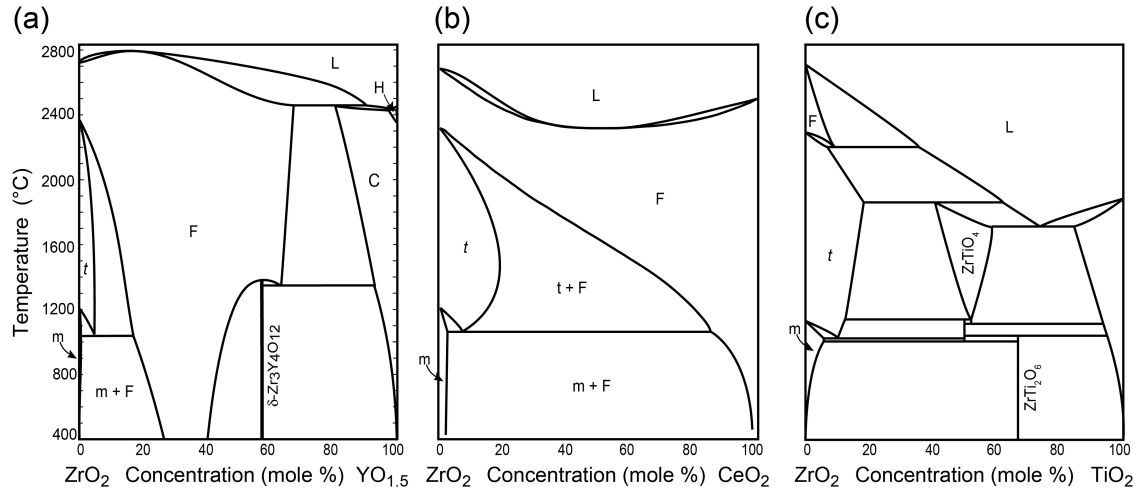 (a)
2800
2400
2000
1600
1200
800
400
Temperature (°C)
L
H
C
F
t
m
m + F
δ-Zr3Y4O12
0 20 40 60 80 100
ZrO2 Concentration (mole %) YO1.5
(b)
L
F
t
t + F
m
m + F
0 20 40 60 80 100
ZrO2 Concentration (mole %) CeO2
(c)
F
L
t
ZrTiO4
m
ZrTi2O6
0 20 40 60 80 100
ZrO2 Concentration (mole %) TiO2